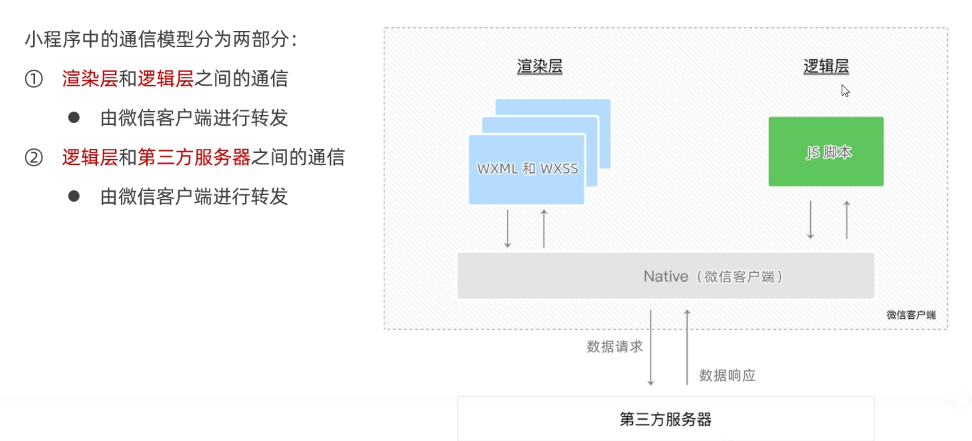 小程序中的通信模型分为两部分：
① 渲染层和逻辑层之间的通信
● 由微信客户端进行转发
② 逻辑层和第三方服务器之间的通信
● 由微信客户端进行转发
渲染层
逻辑层
WXML 和 WXSS
JS 脚本
Native（微信客户端）
微信客户端
数据请求
数据响应
第三方服务器